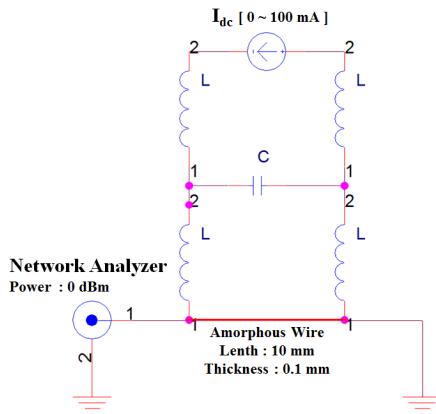 I_dc [ 0 ~ 100 mA ]
2 - + 2
L L
C
1 1
2 2
L L
Network Analyzer
Power : 0 dBm
1 1 1
Amorphous Wire
Lenth : 10 mm
Thickness : 0.1 mm
2